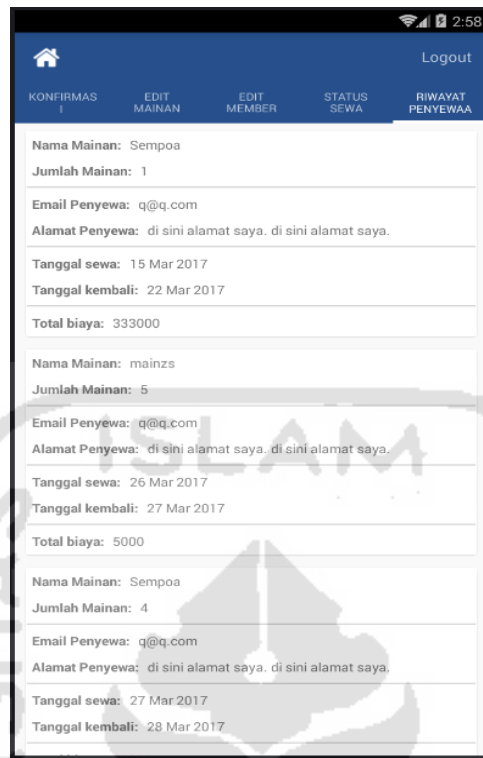 2:58
Logout
KONFIRMAS
I
EDIT
MAINAN
EDIT
MEMBER
STATUS
SEWA
RIWAYAT
PENYEWAA
Nama Mainan: Sempoa
Jumlah Mainan: 1
Email Penyewa: q@q.com
Alamat Penyewa: di sini alamat saya. di sini alamat saya.
Tanggal sewa: 15 Mar 2017
Tanggal kembali: 22 Mar 2017
Total biaya: 333000
Nama Mainan: mainzs
Jumlah Mainan: 5
Email Penyewa: q@q.com
ISLAM
Alamat Penyewa: di sini alamat saya. di sini alamat saya.
Tanggal sewa: 26 Mar 2017
Tanggal kembali: 27 Mar 2017
Total biaya: 5000
Nama Mainan: Sempoa
Jumlah Mainan: 4
Email Penyewa: q@q.com
Alamat Penyewa: di sini alamat saya. di sini alamat saya.
Tanggal sewa: 27 Mar 2017
Tanggal kembali: 28 Mar 2017